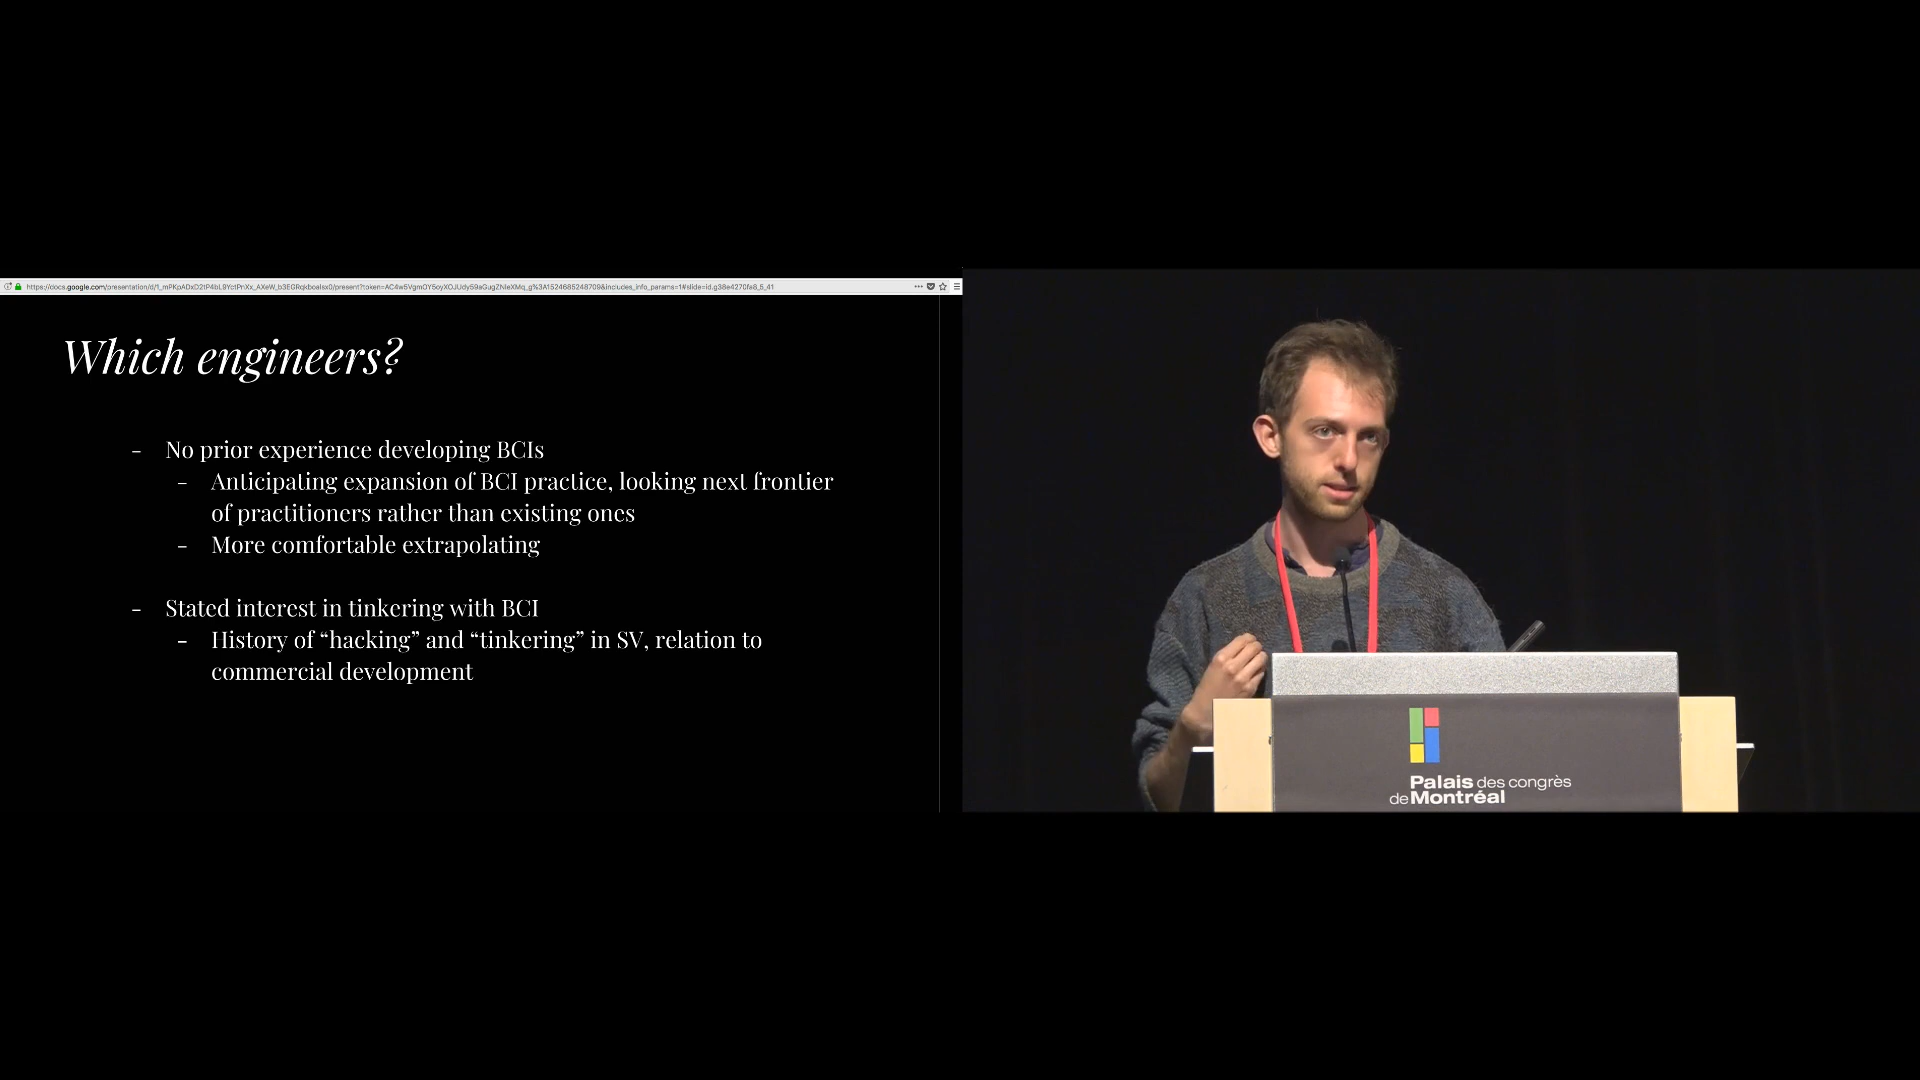 Which engineers?
- No prior experience developing BCIs
- Anticipating expansion of BCI practice, looking next frontier
of practitioners rather than existing ones
- More comfortable extrapolating
- Stated interest in tinkering with BCI
- History of “hacking” and “tinkering” in SV, relation to
commercial development
Palais des congrès
de Montréal